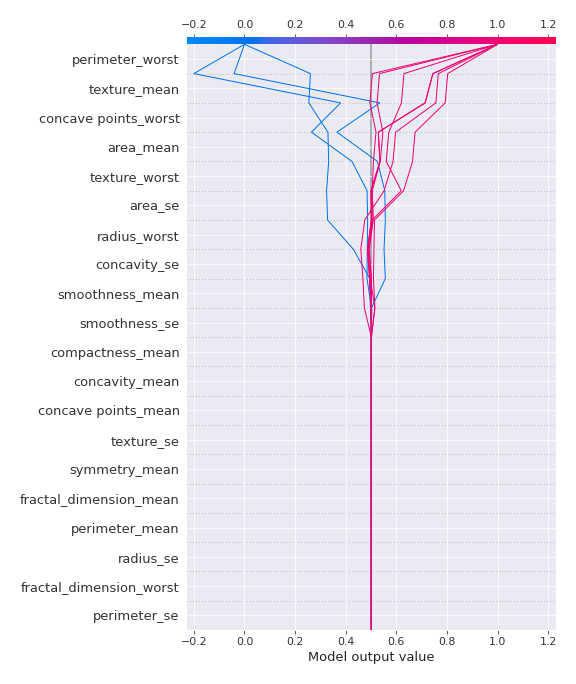 −0.2 0.0 0.2 0.4 0.6 0.8 1.0 1.2
perimeter_worst
texture_mean
concave points_worst
area_mean
texture_worst
area_se
radius_worst
concavity_se
smoothness_mean
smoothness_se
compactness_mean
concavity_mean
concave points_mean
texture_se
symmetry_mean
fractal_dimension_mean
perimeter_mean
radius_se
fractal_dimension_worst
perimeter_se
−0.2 0.0 0.2 0.4 0.6 0.8 1.0 1.2
Model output value